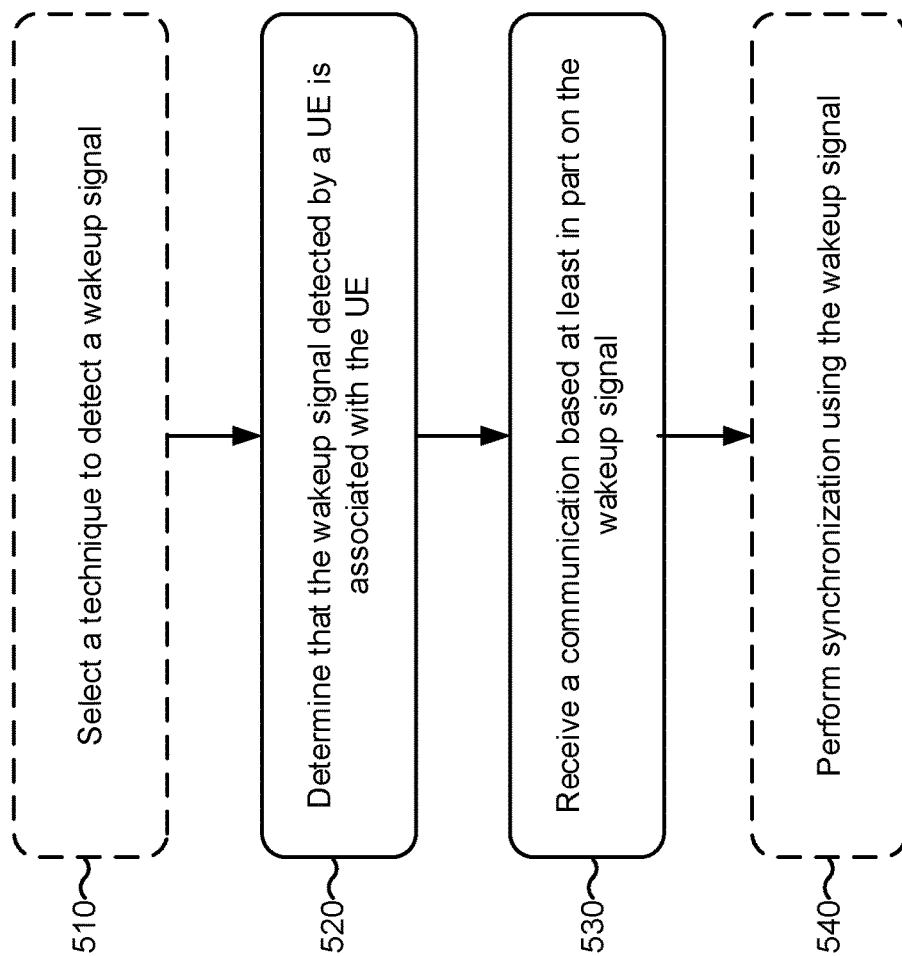 510
Select a technique to detect a wakeup signal
520
Determine that the wakeup signal detected by a UE is
associated with the UE
530
Receive a communication based at least in part on the
wakeup signal
540
Perform synchronization using the wakeup signal